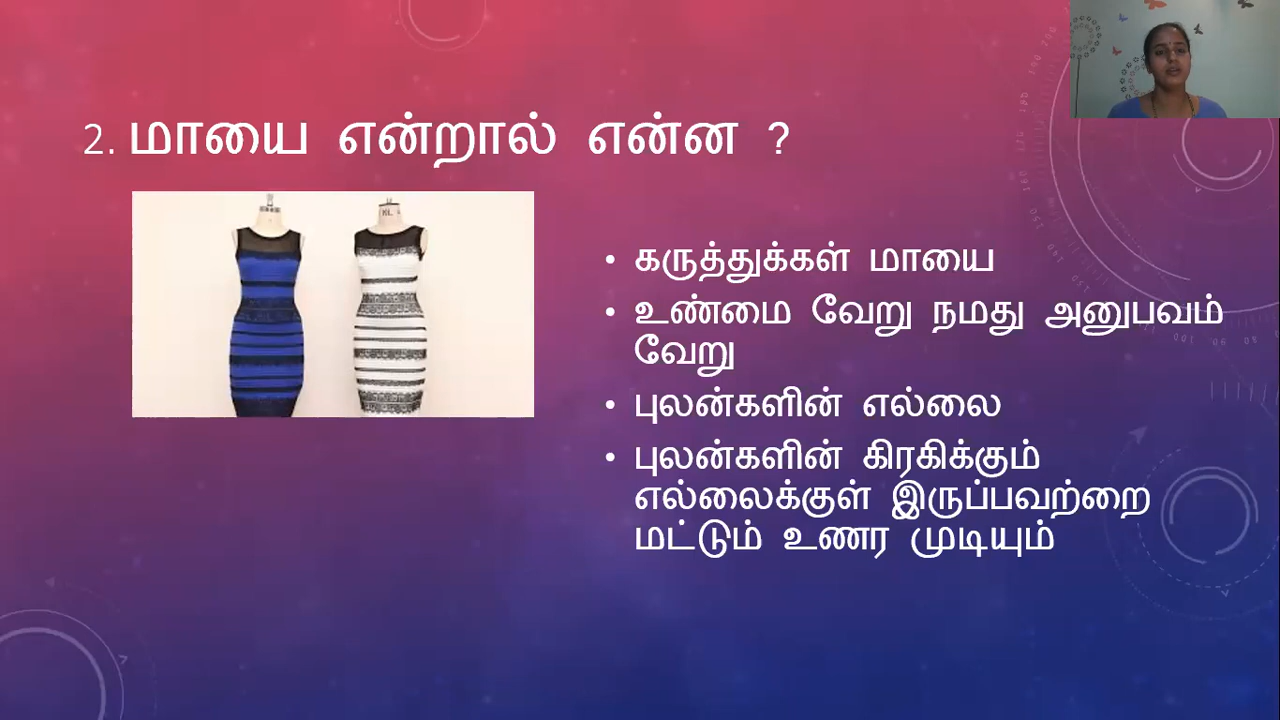 2. மாயை என்றால் என்ன ?
• கருத்துக்கள் மாயை
• உண்மை வேறு நமது அனுபவம்
வேறு
• புலன்களின் எல்லை
• புலன்களின் கிரகிக்கும்
எல்லைக்குள் இருப்பவற்றை
மட்டும் உணர முடியும்